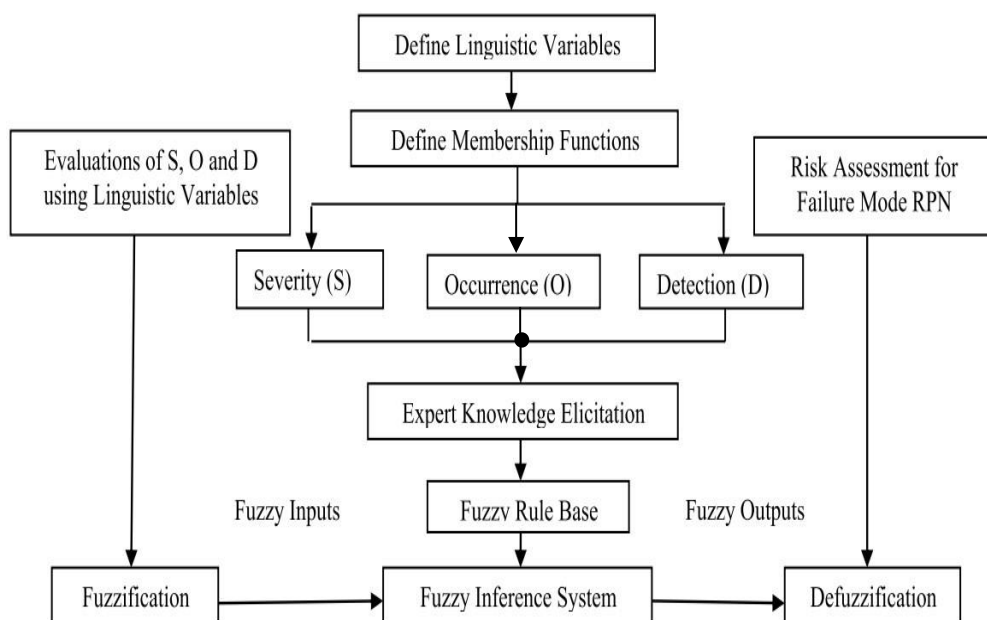 Define Linguistic Variables
Define Membership Functions
Evaluations of S, O and D
using Linguistic Variables
Risk Assessment for
Failure Mode RPN
Severity (S)
Occurrence (O)
Detection (D)
Expert Knowledge Elicitation
Fuzzy Inputs
Fuzzy Rule Base
Fuzzy Outputs
Fuzzification
Fuzzy Inference System
Defuzzification